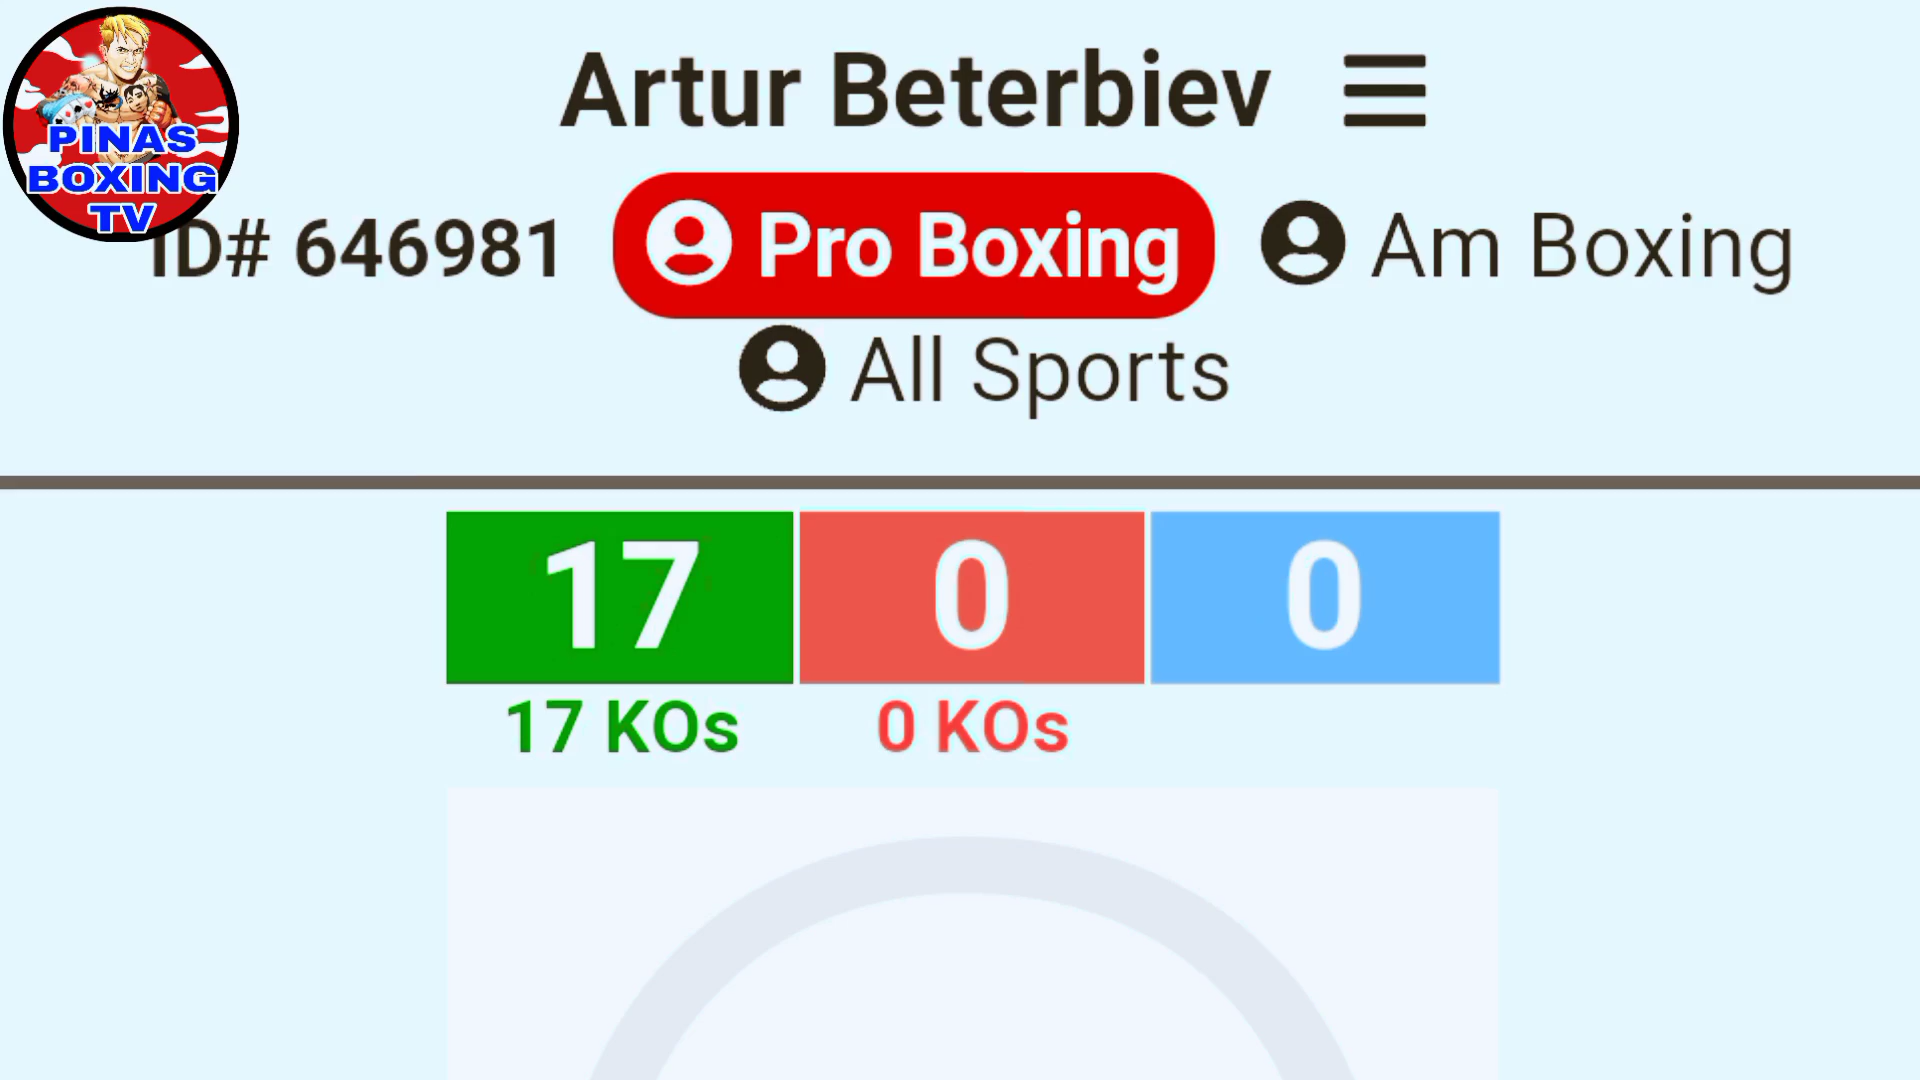 PINAS
BOXING
TV
Artur Beterbiev
ID# 646981 Pro Boxing Am Boxing
All Sports
17 0 0
17 KOs 0 KOs